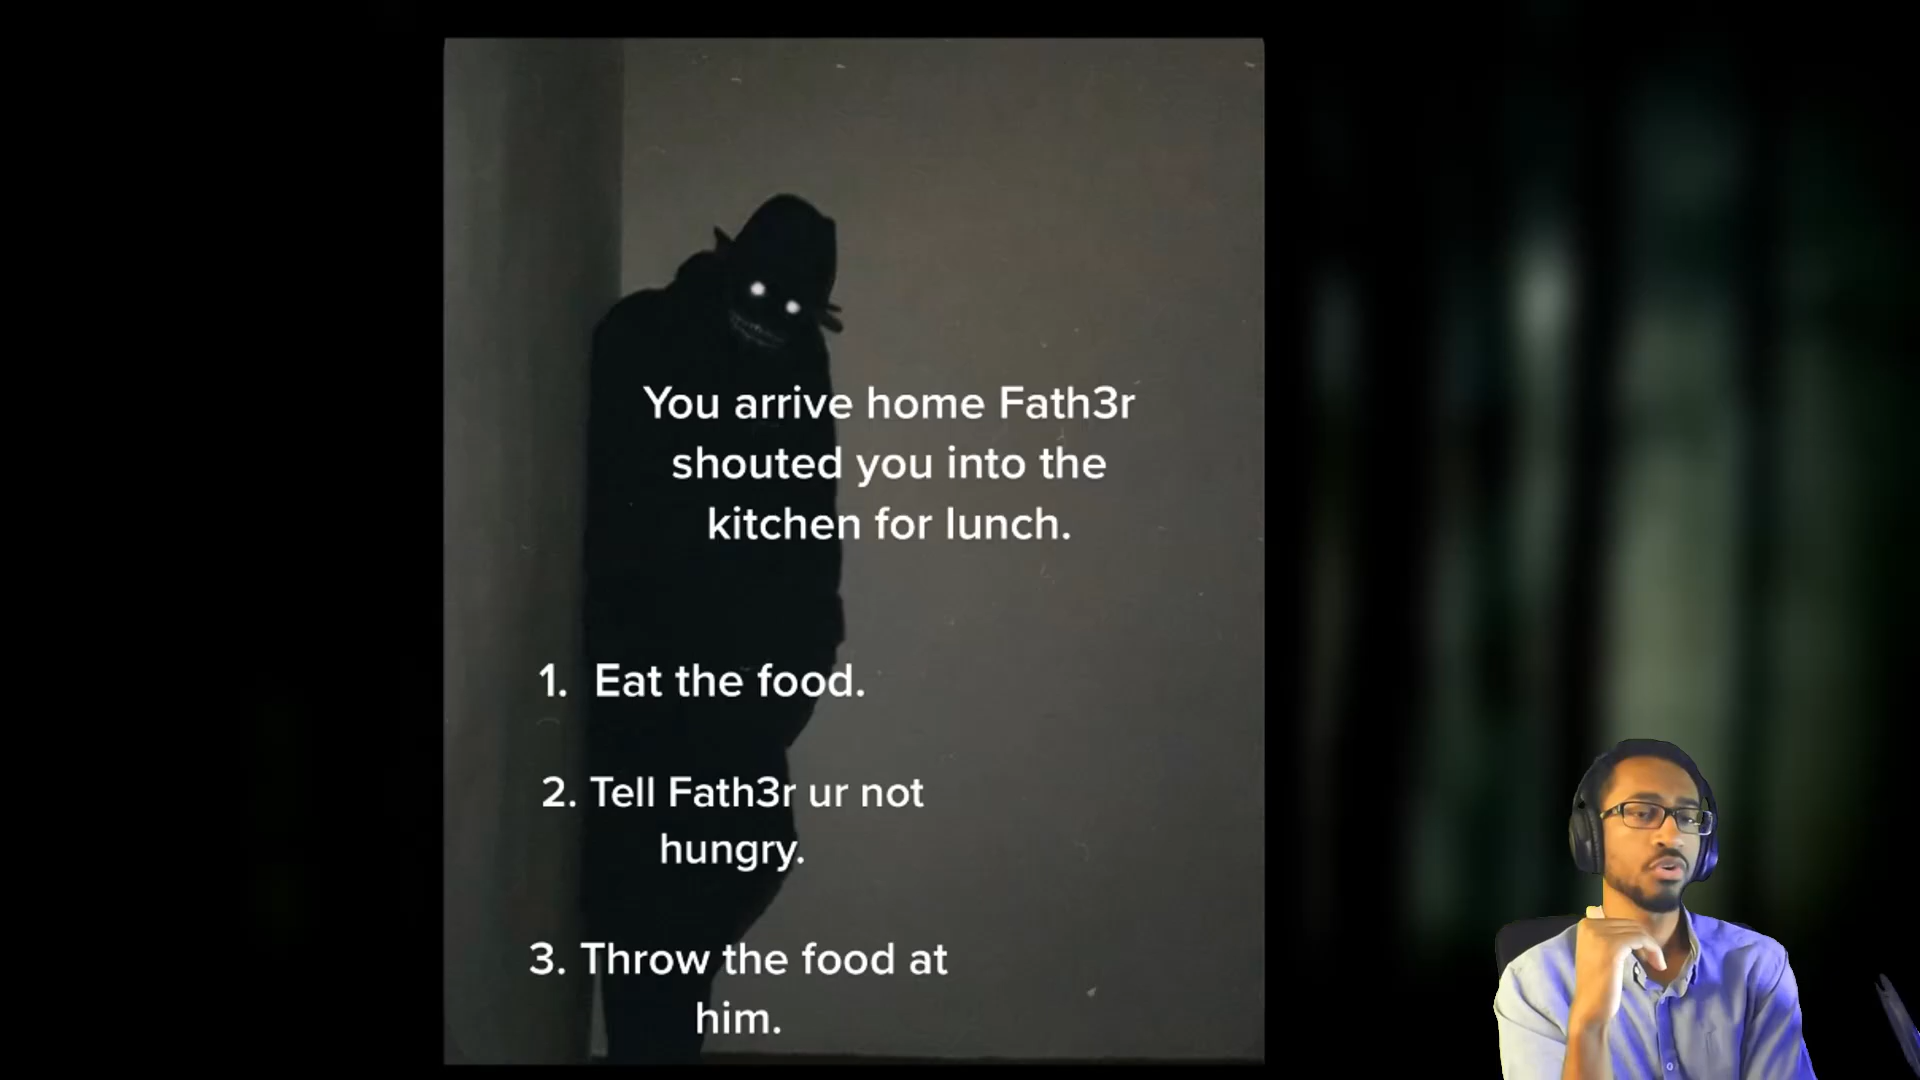 You arrive home Fath3r
shouted you into the
kitchen for lunch.
1. Eat the food.
2. Tell Fath3r ur not
hungry.
3. Throw the food at
him.